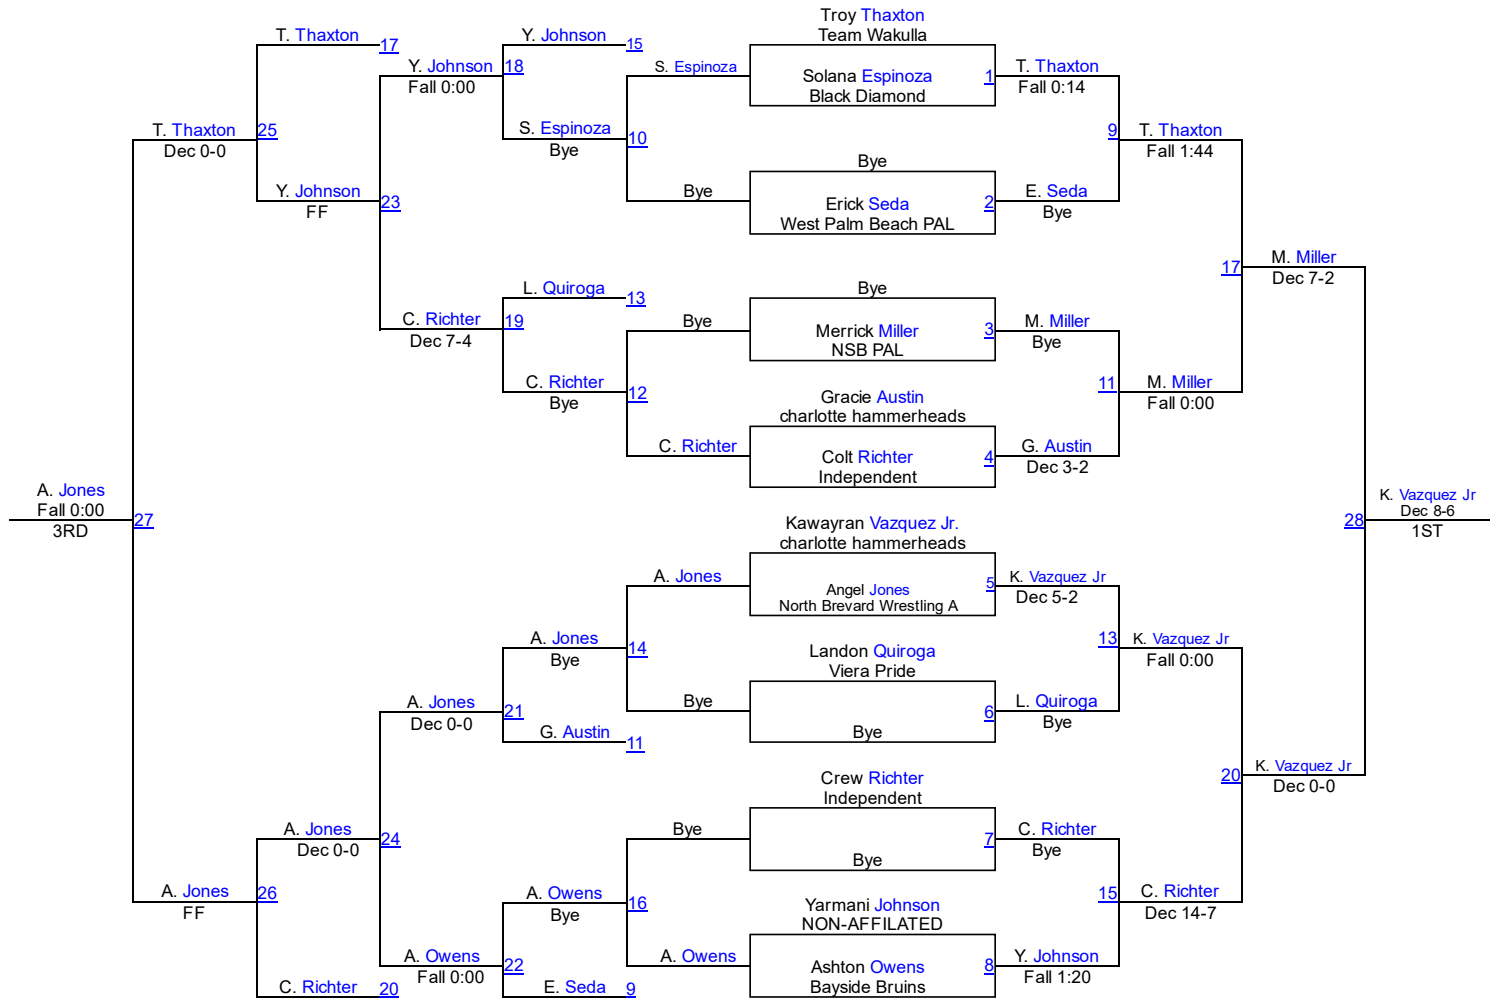 Troy Thaxton
Team Wakulla
T. Thaxton
17
Y. Johnson
15
Y. Johnson
18
Fall 0:00
S. Espinoza
Solana Espinoza
1
Black Diamond
T. Thaxton
Fall 0:14
T. Thaxton
25
Dec 0-0
S. Espinoza
10
Bye
9
T. Thaxton
Fall 1:44
Bye
Y. Johnson
23
FF
Bye
Erick Seda
2
West Palm Beach PAL
E. Seda
Bye
17
M. Miller
Dec 7-2
L. Quiroga
13
Bye
C. Richter
19
Dec 7-4
Bye
Merrick Miller
3
NSB PAL
M. Miller
Bye
C. Richter
12
Bye
11
M. Miller
Fall 0:00
Gracie Austin
charlotte hammerheads
C. Richter
Colt Richter
4
Independent
G. Austin
Dec 3-2
A. Jones
Fall 0:00
27
3RD
28
K. Vazquez Jr
Dec 8-6
1ST
Kawayran Vazquez Jr.
charlotte hammerheads
A. Jones
Angel Jones
5
North Brevard Wrestling A
K. Vazquez Jr
Dec 5-2
A. Jones
14
Bye
Landon Quiroga
Viera Pride
13
K. Vazquez Jr
Fall 0:00
A. Jones
21
Dec 0-0
Bye
6
Bye
L. Quiroga
Bye
G. Austin
11
Crew Richter
Independent
20
K. Vazquez Jr
Dec 0-0
A. Jones
24
Dec 0-0
Bye
7
Bye
C. Richter
Bye
A. Jones
26
FF
A. Owens
16
Bye
Yarmani Johnson
NON-AFFILATED
15
C. Richter
Dec 14-7
A. Owens
22
Fall 0:00
A. Owens
Ashton Owens
8
Bayside Bruins
Y. Johnson
Fall 1:20
C. Richter
20
E. Seda
9